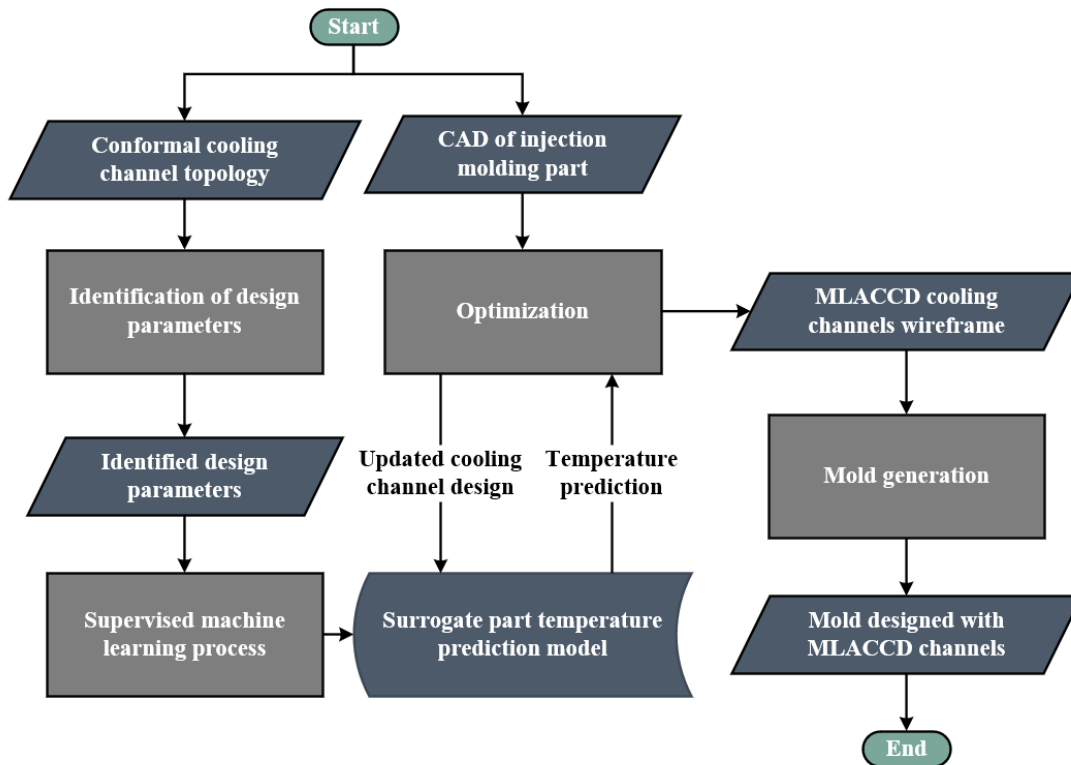 Start
Conformal cooling
channel topology
CAD of injection
molding part
Identification of design
parameters
Optimization
MLACCD cooling
channels wireframe
Identified design
parameters
Updated cooling
channel design
Temperature
prediction
Mold generation
Supervised machine
learning process
Surrogate part temperature
prediction model
Mold designed with
MLACCD channels
End